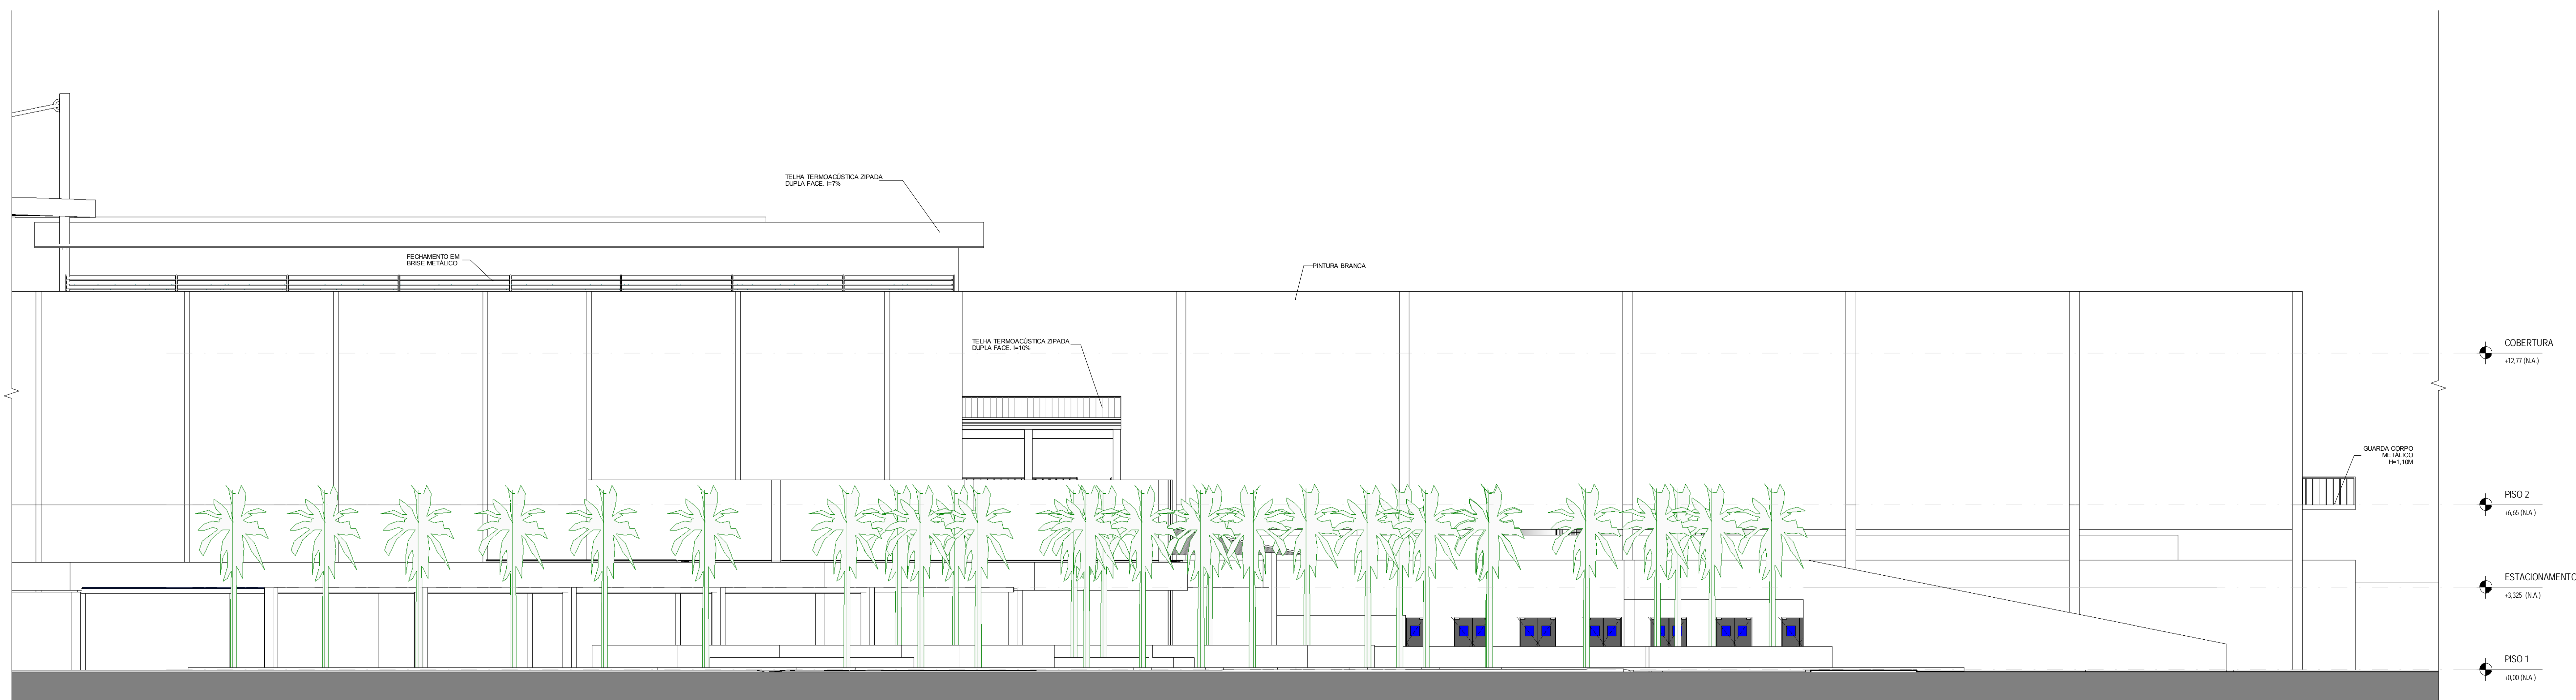 TELHA TERMOACÚSTICA ZIPADA
DUPLA FACE. I=7%
FECHAMENTO EM
BRISE METÁLICO
PINTURA BRANCA
TELHA TERMOACÚSTICA ZIPADA
DUPLA FACE. I=10%
COBERTURA
+12,77 (N.A.)
GUARDA CORPO
METÁLICO
H=1,10M
PISO 2
+6,65 (N.A.)
ESTACIONAMENTO
+3,325 (N.A.)
PISO 1
+0,00 (N.A.)